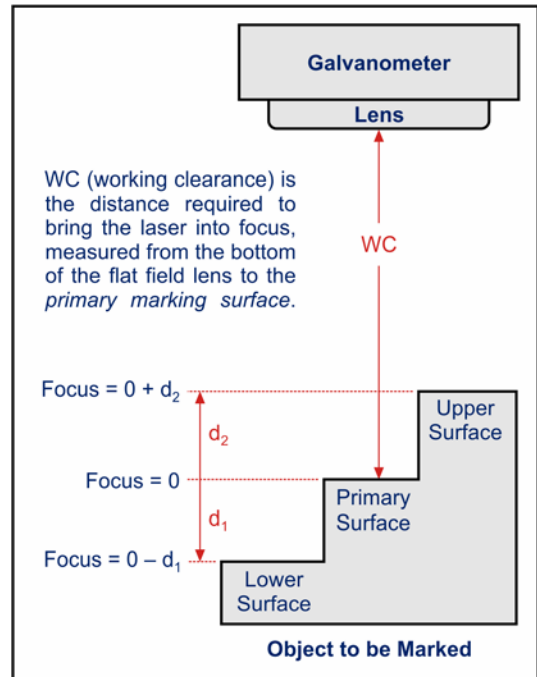 Galvanometer
Lens
WC (working clearance) is
the distance required to
bring the laser into focus,
measured from the bottom
of the flat field lens to the
primary marking surface.
WC
Focus = 0 + d₂
Upper
Surface
d₂
Focus = 0
Primary
Surface
d₁
Focus = 0 – d₁
Lower
Surface
Object to be Marked